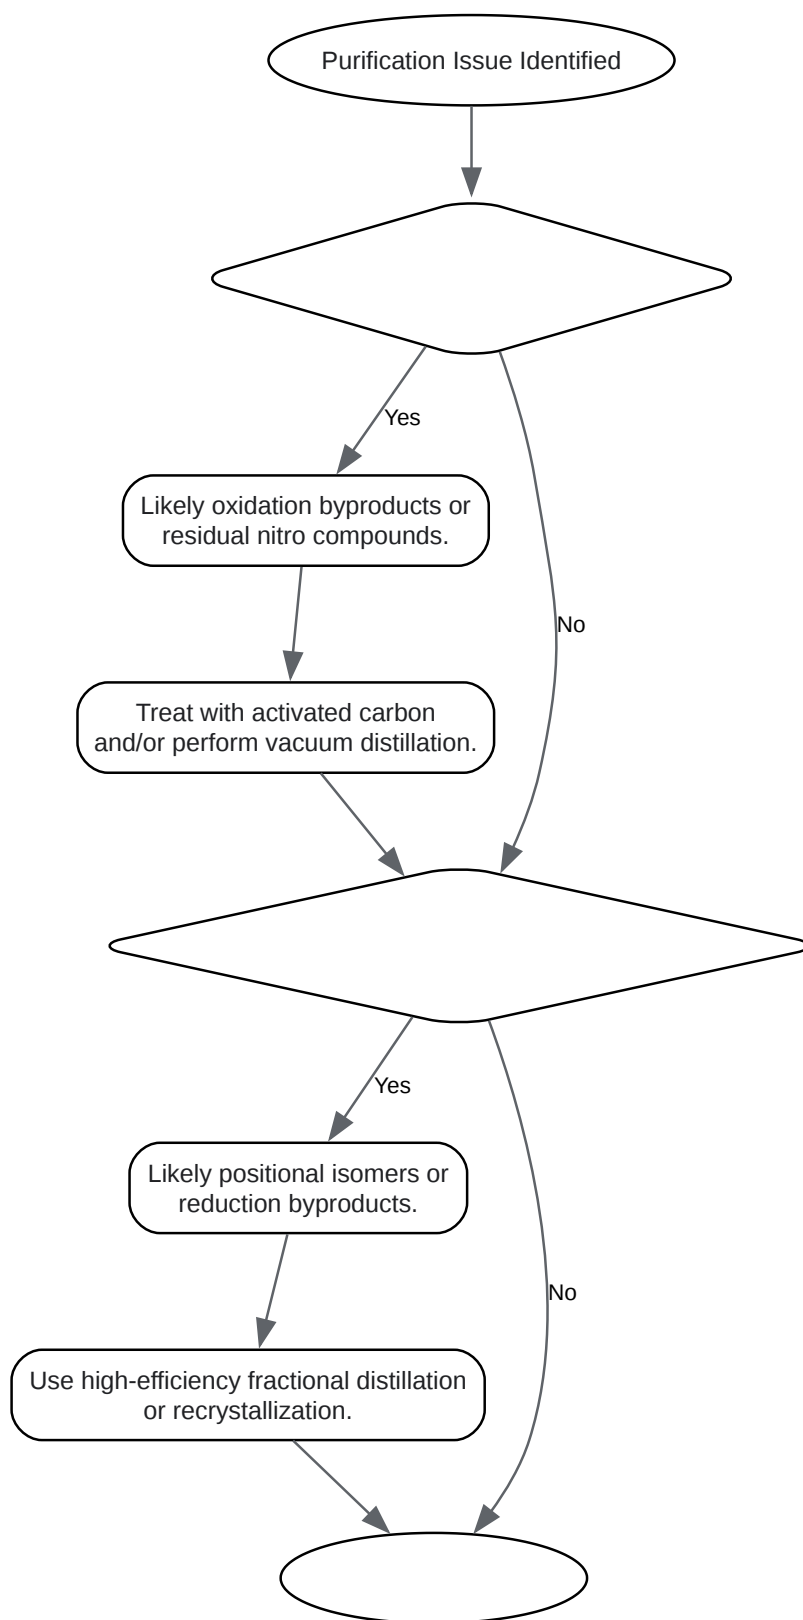 Purification Issue Identified
Yes
Likely oxidation byproducts or
residual nitro compounds.
No
Treat with activated carbon
and/or perform vacuum distillation.
Yes
Likely positional isomers or
reduction byproducts.
No
Use high-efficiency fractional distillation
or recrystallization.